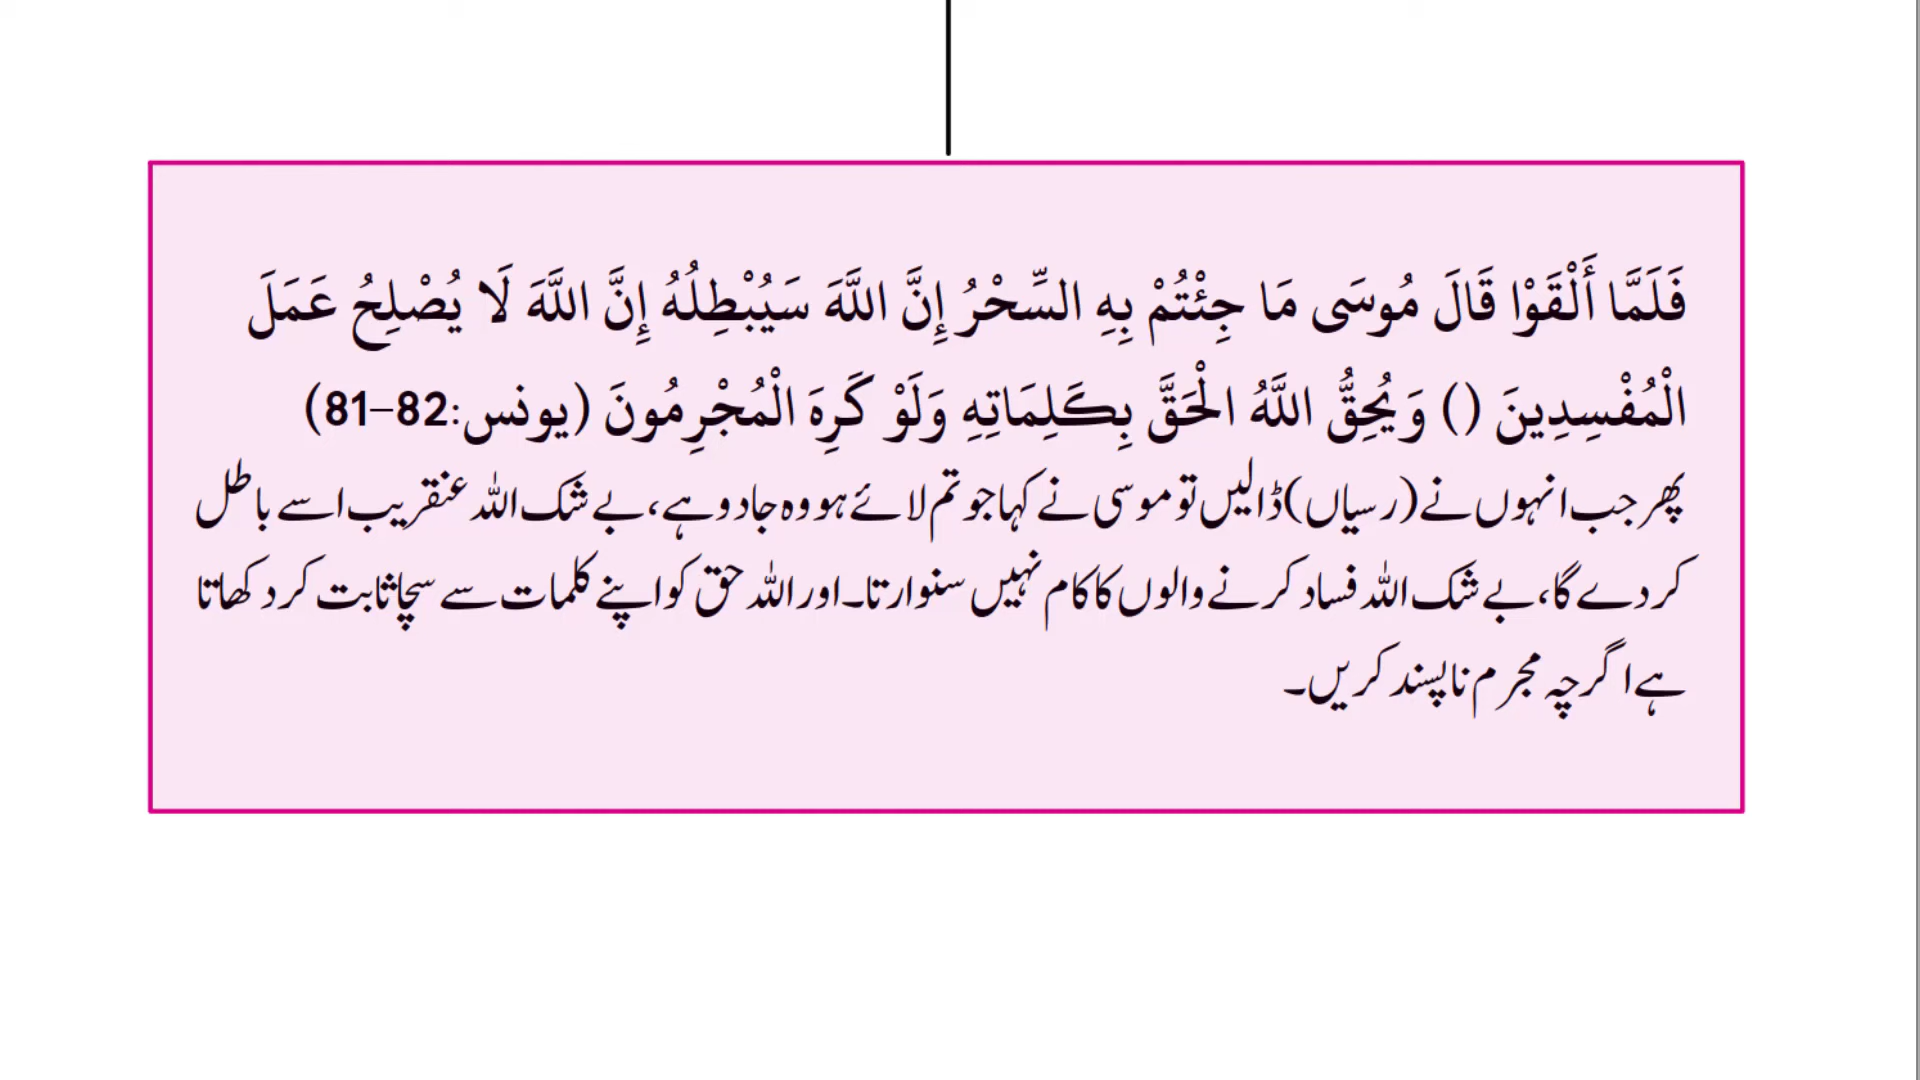 فَلَمَّا أَلْقَوْا قَالَ مُوسَى مَا جِئْتُمْ بِهِ السِّحْرُ إِنَّ اللَّهَ سَيُبْطِلُهُ إِنَّ اللَّهَ لَا يُصْلِحُ عَمَلَ
الْمُفْسِدِينَ () وَيُحِقُّ اللَّهُ الْحَقَّ بِكَلِمَاتِهِ وَلَوْ كَرِهَ الْمُجْرِمُونَ (یونس:82-81)
پھر جب انہوں نے (رسیاں) ڈالیں تو موسی نے کہا جو تم لائے ہو وہ جادو ہے، بے شک اللہ عنقریب اسے باطل
کر دے گا، بے شک اللہ فساد کرنے والوں کا کام نہیں سنوارتا۔ اور اللہ حق کو اپنے کلمات سے سچا ثابت کر دکھاتا
ہے اگرچہ مجرم ناپسند کریں۔